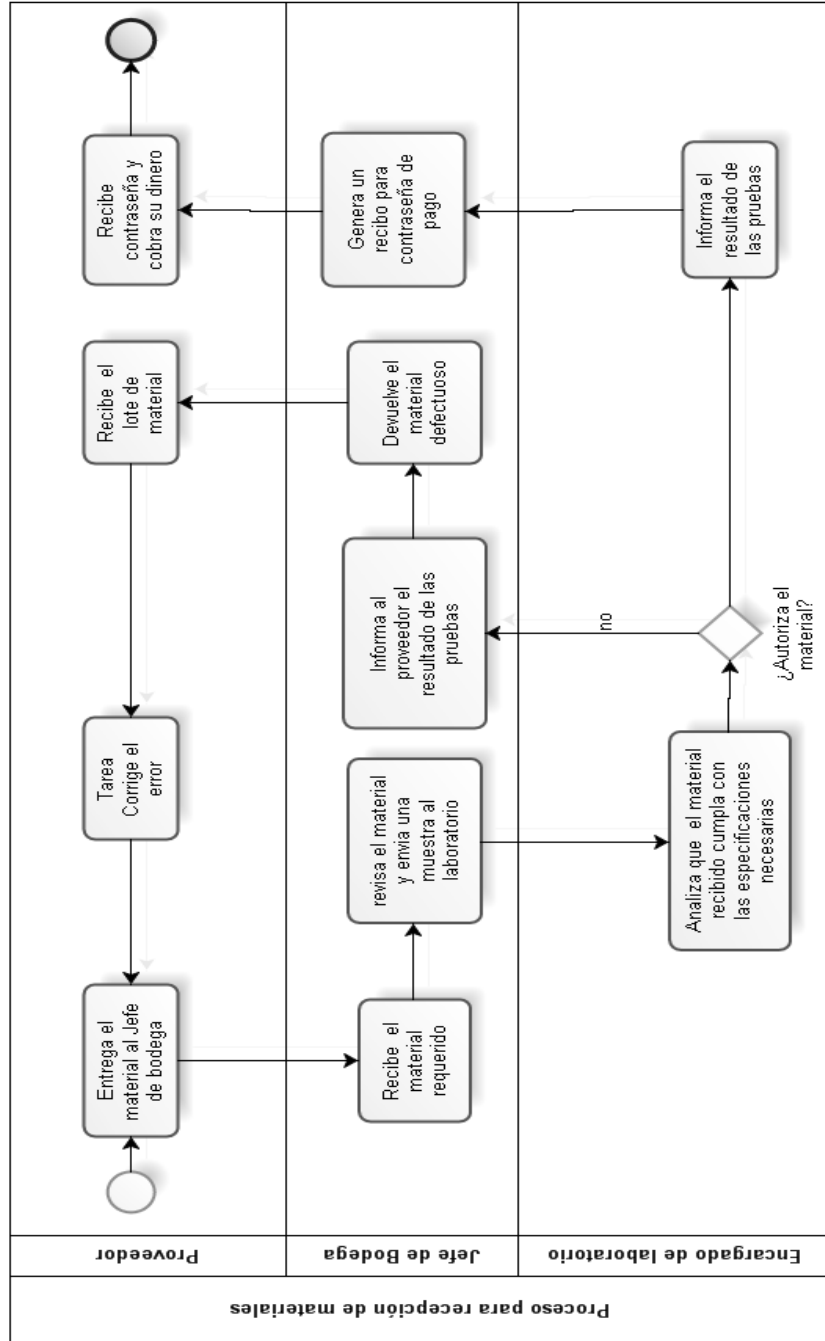 Proceso para recepción de materiales
Proveedor
Entrega el
material al Jefe
de bodega
Tarea
Corrige el
error
Recibe el
lote de
material
Recibe
contraseña y
cobra su dinero
Jefe de Bodega
Recibe el
material
requerido
revisa el material
y envia una
muestra al
laboratorio
Informa al
proveedor el
resultado de las
pruebas
Devuelve el
material
defectuoso
Genera un
recibo para
contraseña de
pago
Encargado de laboratorio
Analiza que el material
recibido cumpla con
las especificaciones
necesarias
¿Autoriza el
material?
no
Informa el
resultado de
las pruebas